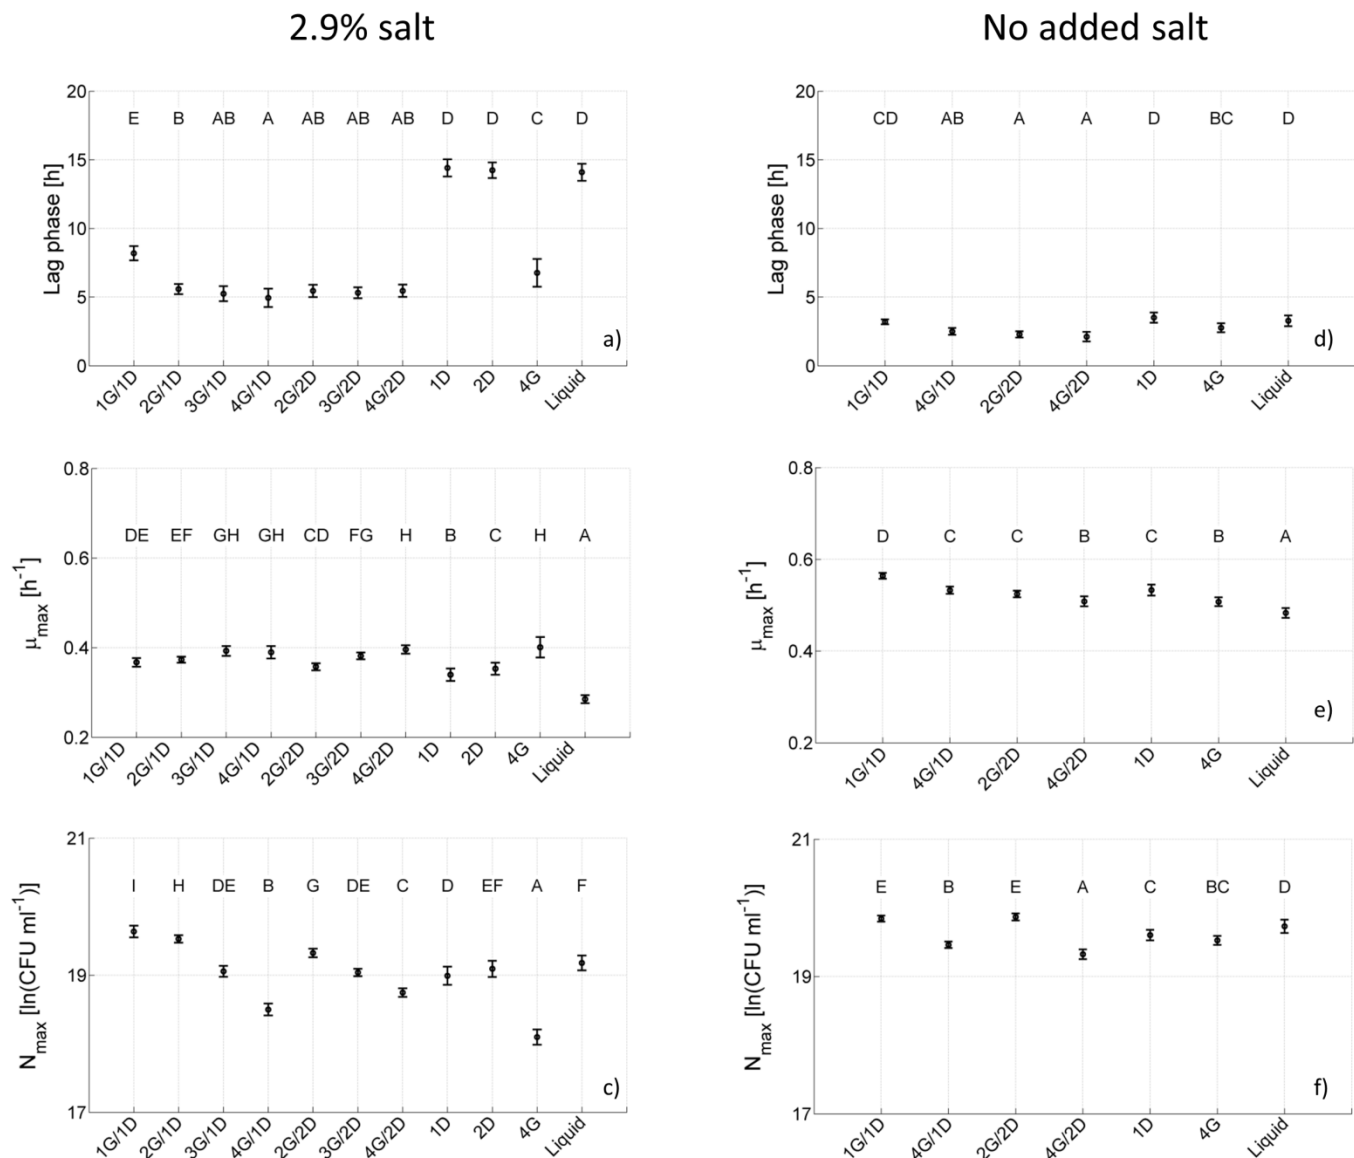 2.9% salt
No added salt
20
15
10
5
0
Lag phase [h]
E B AB A AB AB AB D D C D
a)
1G/1D 2G/1D 3G/1D 4G/1D 2G/2D 3G/2D 4G/2D 1D 2D 4G Liquid
20
15
10
5
0
Lag phase [h]
CD AB A A D BC D
d)
1G/1D 4G/1D 2G/2D 4G/2D 1D 4G Liquid
0.8
0.6
0.4
0.2
μmax [h⁻¹]
DE EF GH GH CD FG H B C H A
1G/1D 2G/1D 3G/1D 4G/1D 2G/2D 3G/2D 4G/2D 1D 2D 4G Liquid
0.8
0.6
0.4
0.2
μmax [h⁻¹]
D C C B C B A
e)
1G/1D 4G/1D 2G/2D 4G/2D 1D 4G Liquid
21
19
17
Nmax [ln(CFU ml⁻¹)]
I H DE B G DE C D EF A F
c)
1G/1D 2G/1D 3G/1D 4G/1D 2G/2D 3G/2D 4G/2D 1D 2D 4G Liquid
21
19
17
Nmax [ln(CFU ml⁻¹)]
E B E A C BC D
f)
1G/1D 4G/1D 2G/2D 4G/2D 1D 4G Liquid